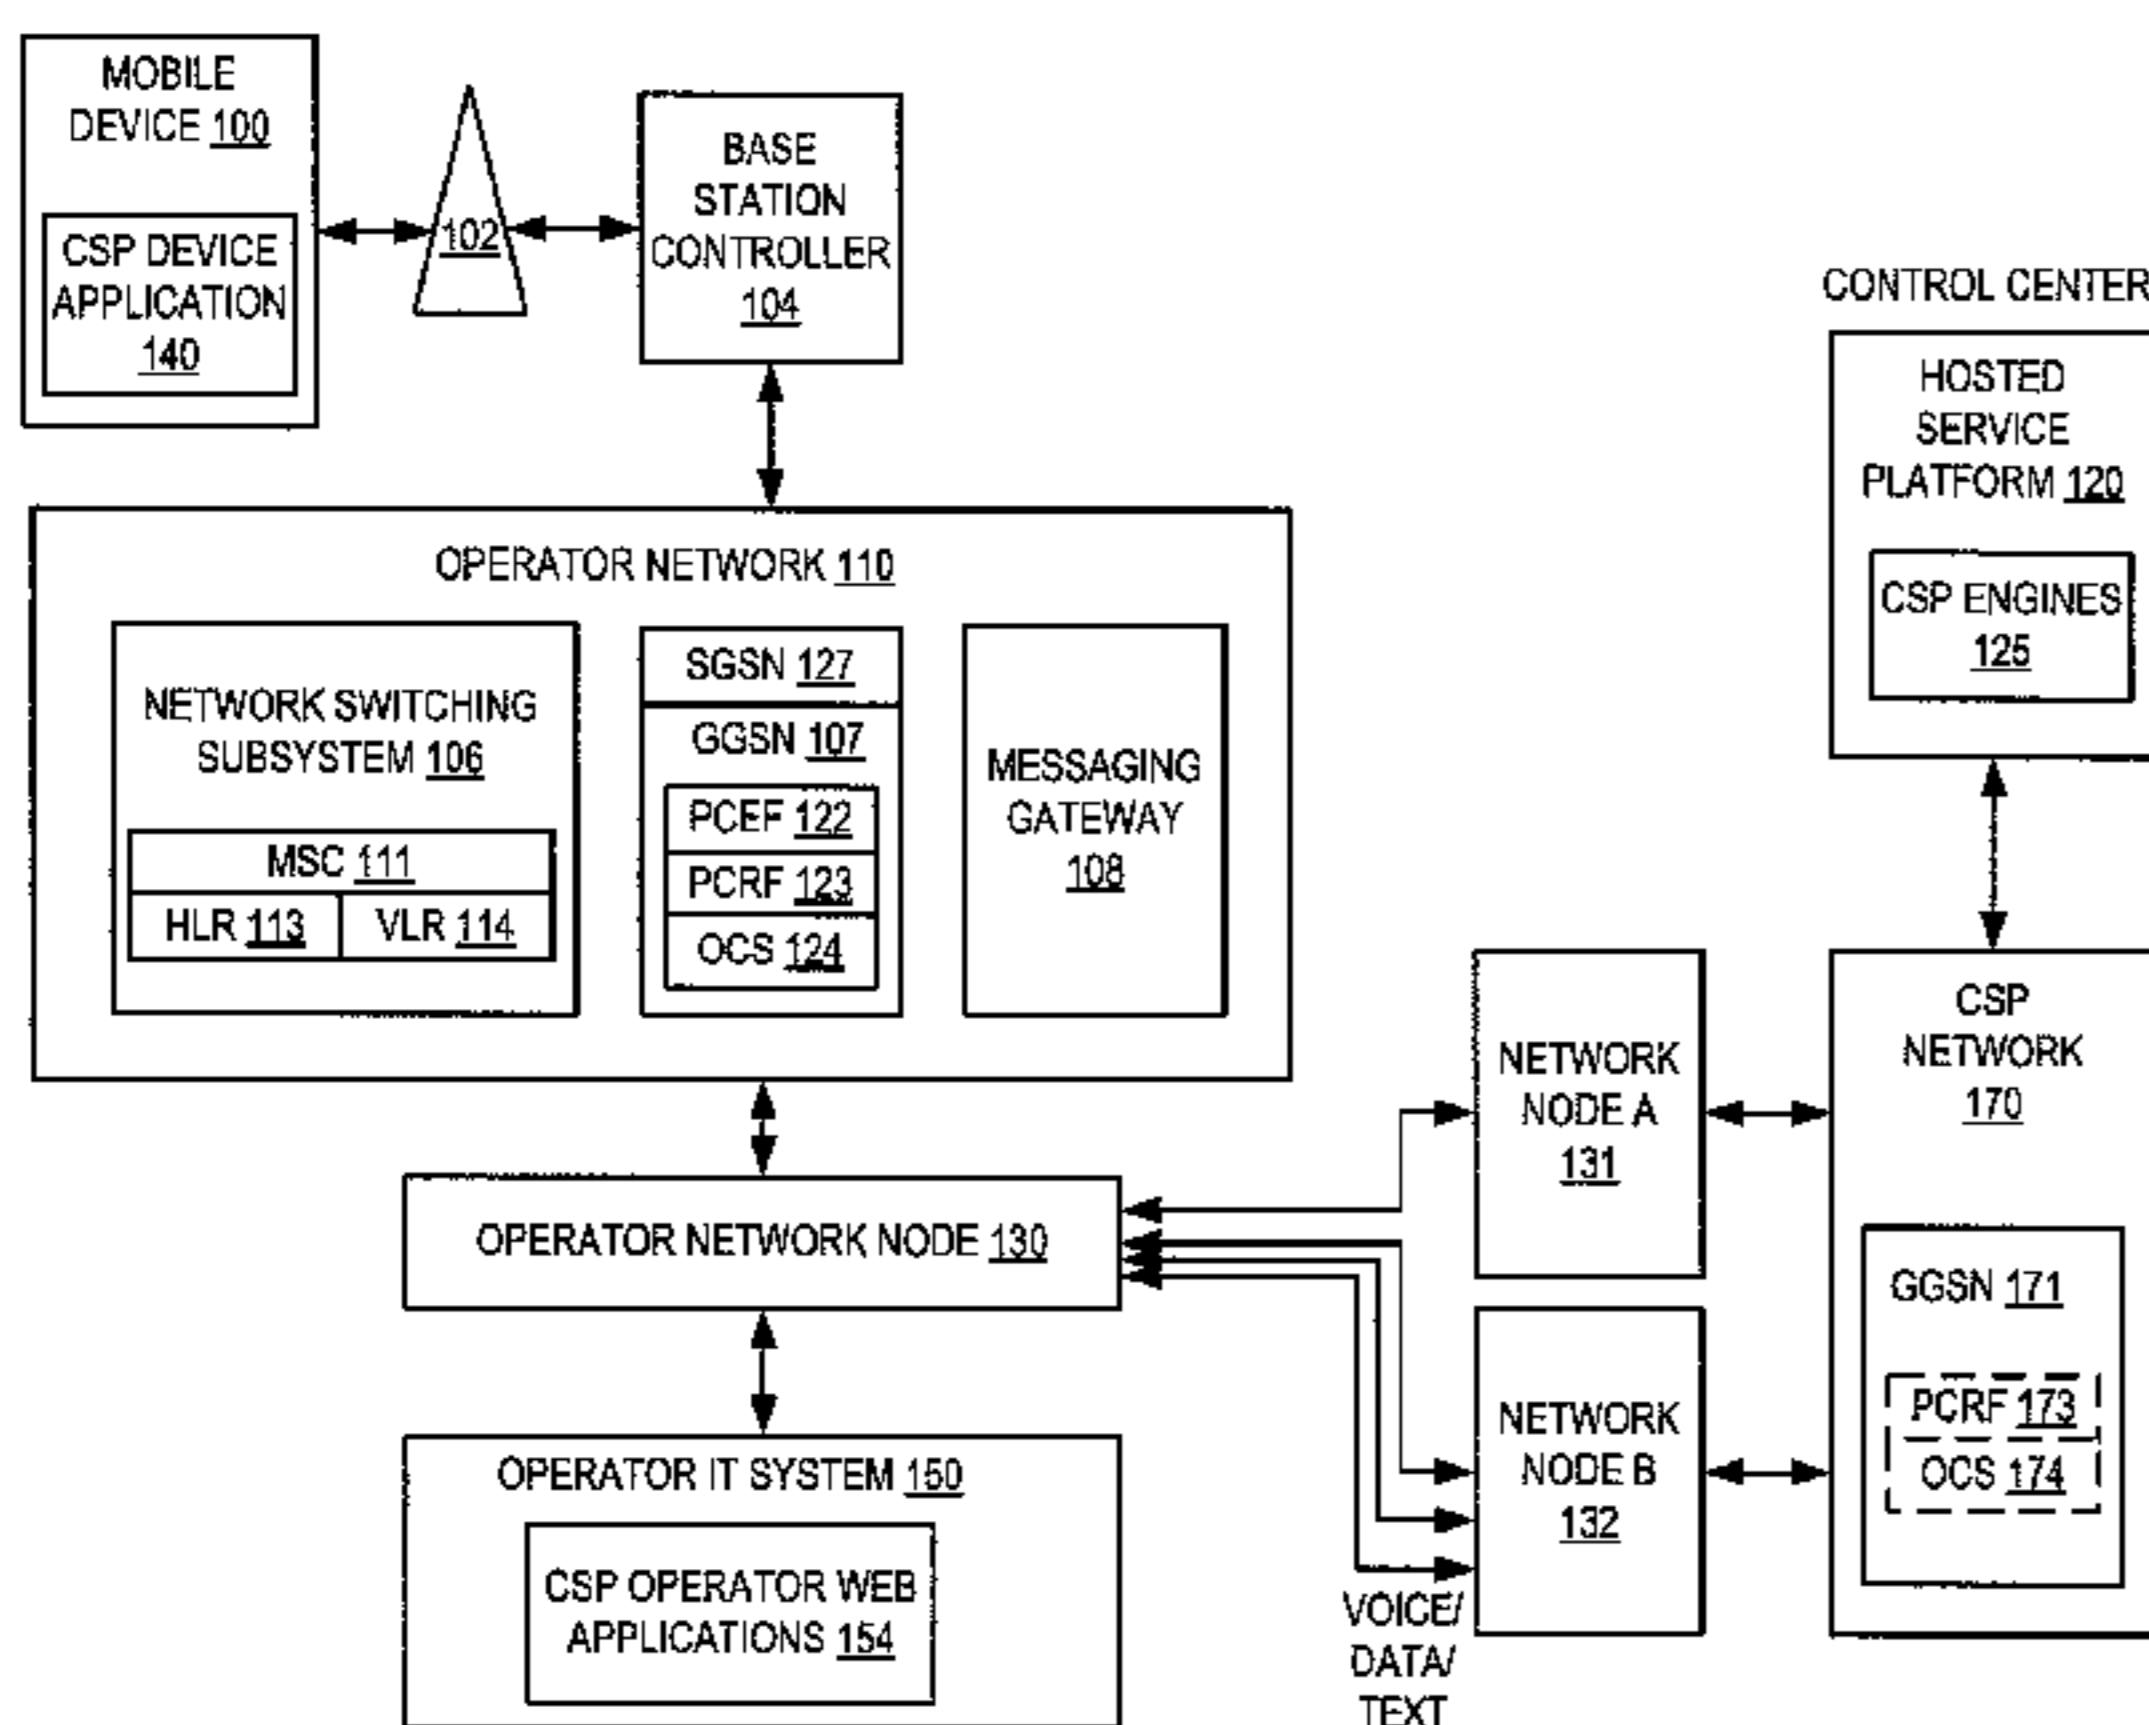 MOBILE
DEVICE 100
CSP DEVICE
APPLICATION
140
102
BASE
STATION
CONTROLLER
104
CONTROL CENTER
HOSTED
SERVICE
PLATFORM 120
CSP ENGINES
125
OPERATOR NETWORK 110
NETWORK SWITCHING
SUBSYSTEM 106
MSC 111
HLR 113
VLR 114
SGSN 127
GGSN 107
PCEF 122
PCRF 123
OCS 124
MESSAGING
GATEWAY
108
NETWORK
NODE A
131
CSP
NETWORK
170
GGSN 171
PCRF 173
OCS 174
OPERATOR NETWORK NODE 130
NETWORK
NODE B
132
OPERATOR IT SYSTEM 150
CSP OPERATOR WEB
APPLICATIONS 154
VOICE/
DATA/
TEXT